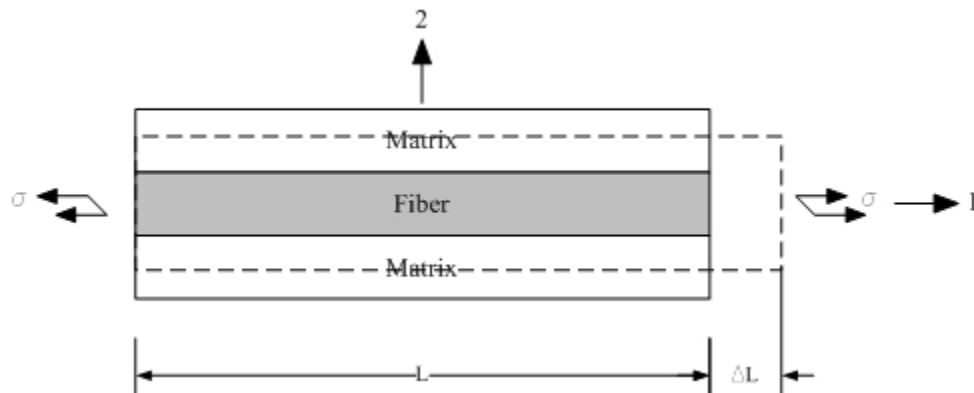 2
Matrix
σ Fiber σ 1
Matrix
L ΔL